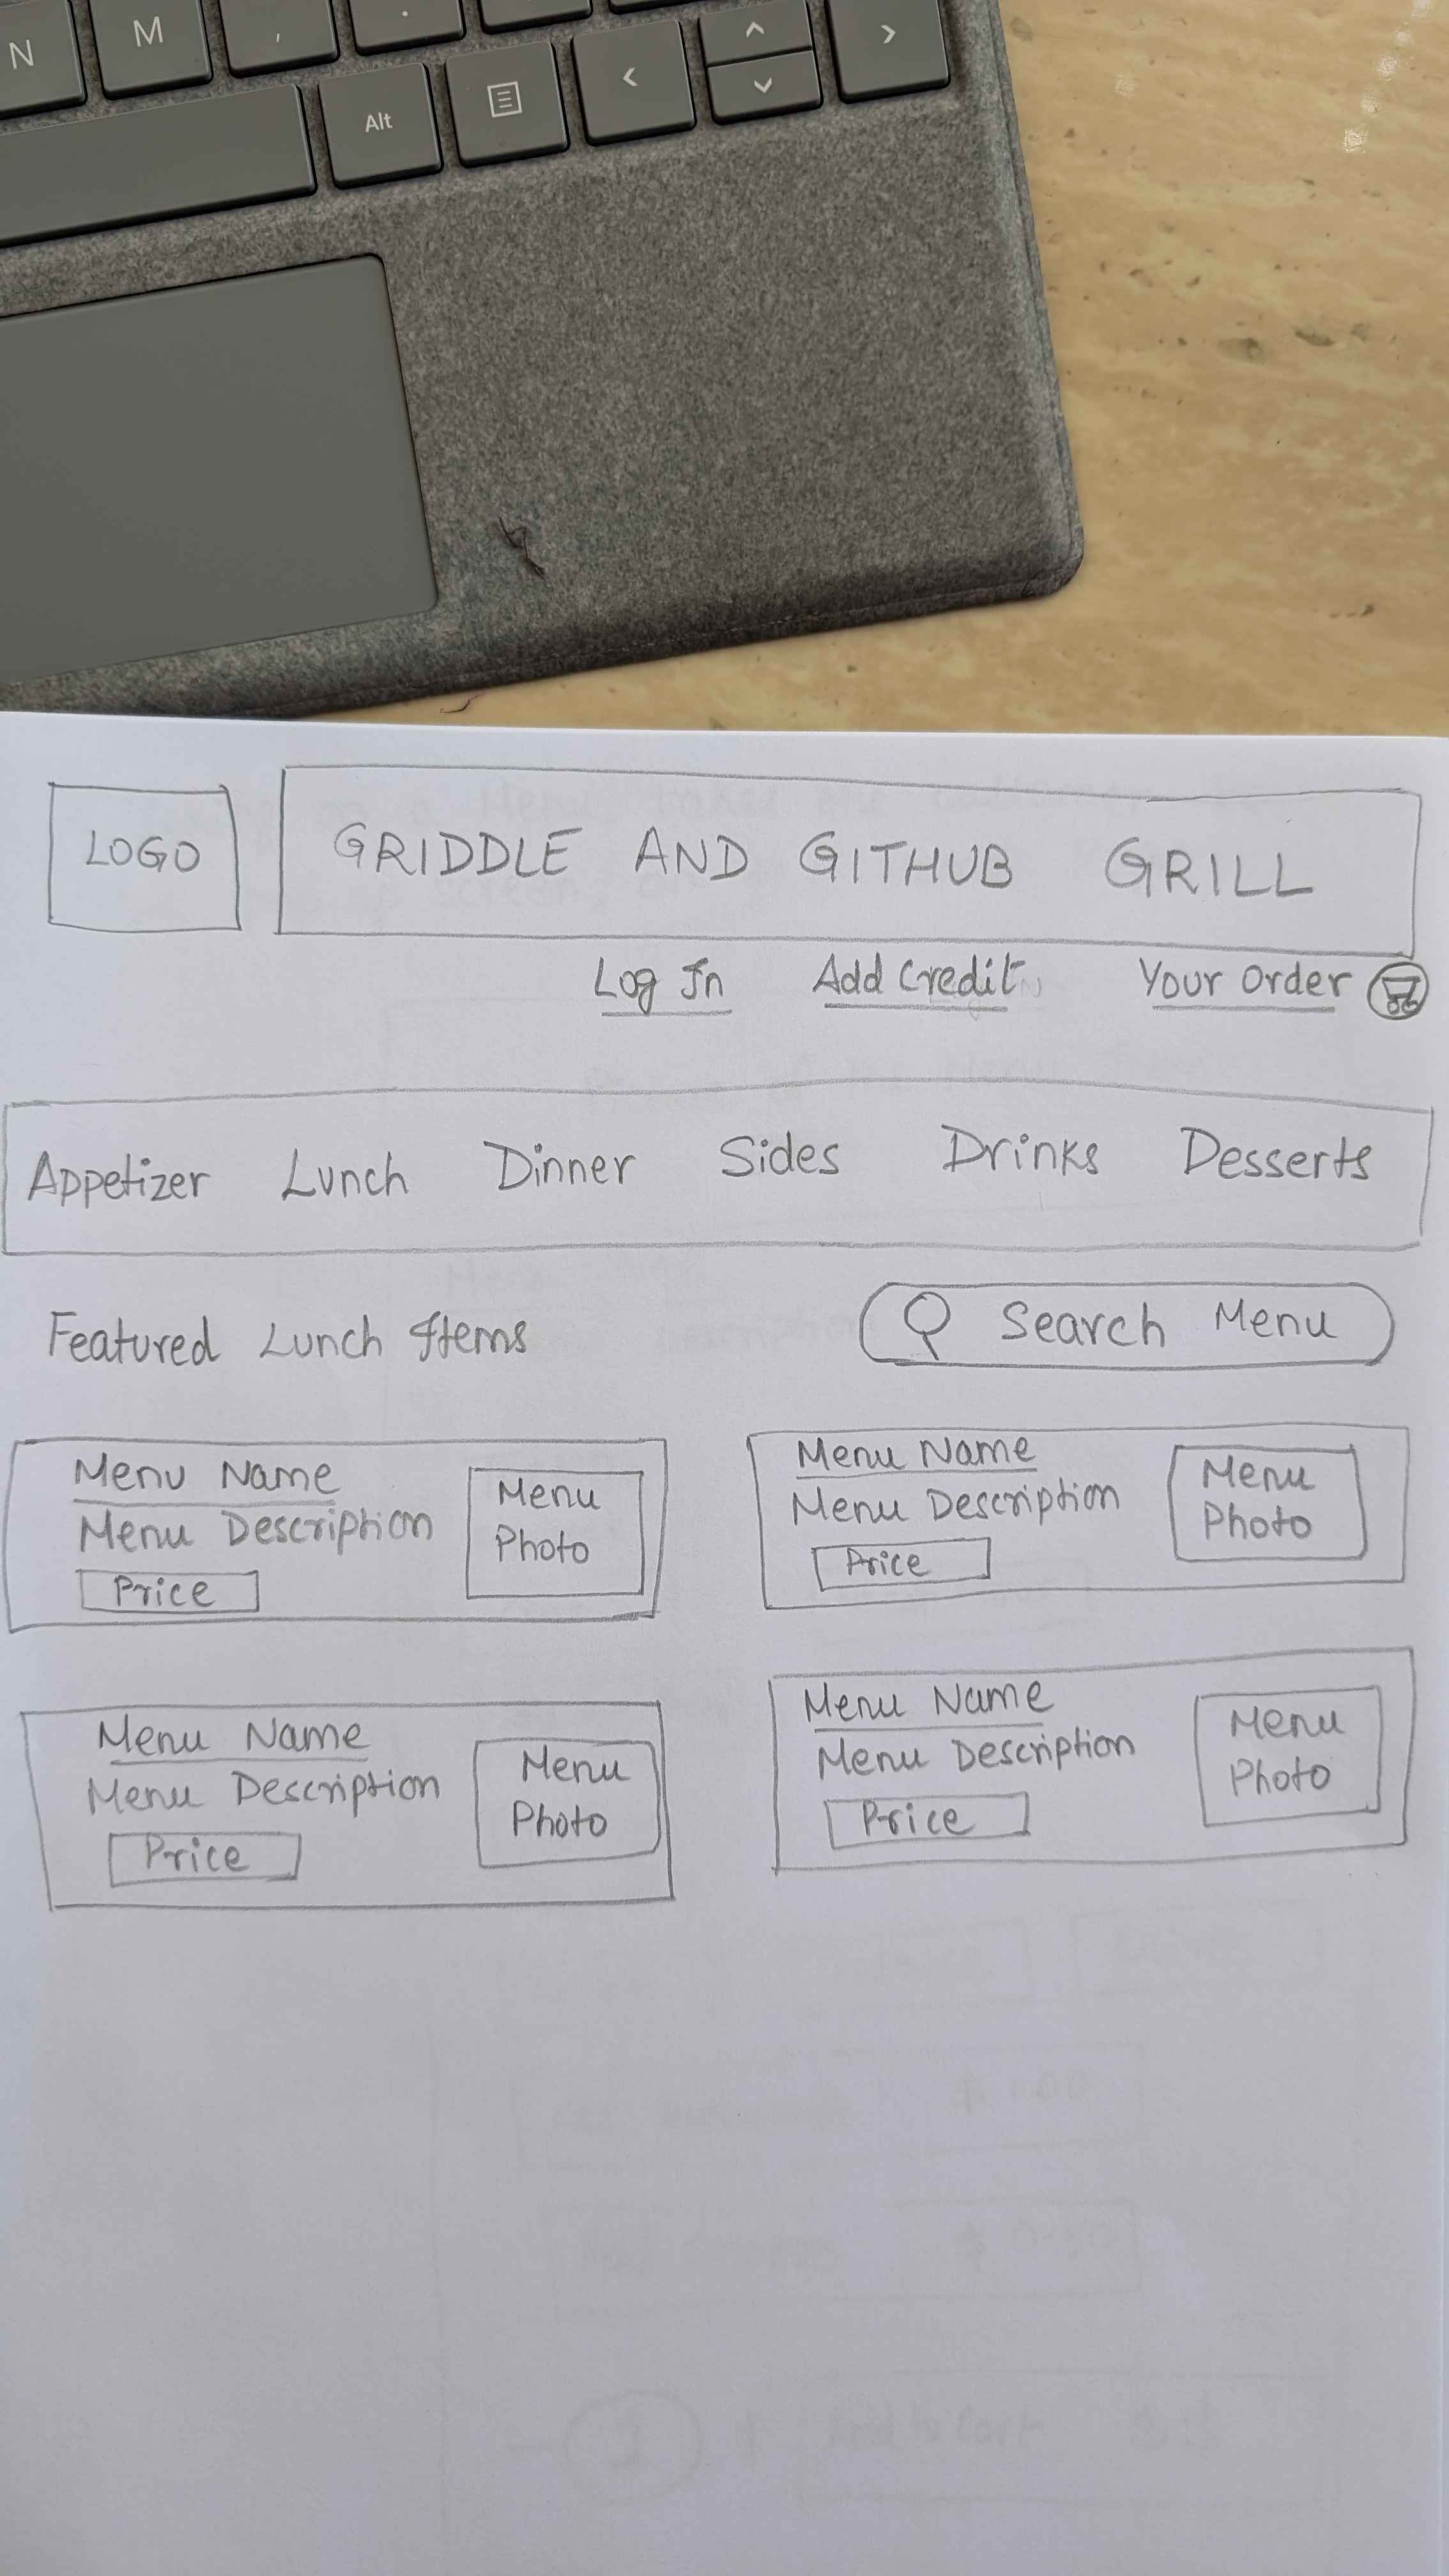 N M , .
Alt
LOGO
GRIDDLE AND GITHUB GRILL
Log In Add Credit Your Order
Appetizer Lunch Dinner Sides Drinks Desserts
Featured Lunch Items
Search Menu
Menu Name
Menu Description
Price
Menu
Photo
Menu Name
Menu Description
Price
Menu
Photo
Menu Name
Menu Description
Price
Menu
Photo
Menu Name
Menu Description
Price
Menu
Photo